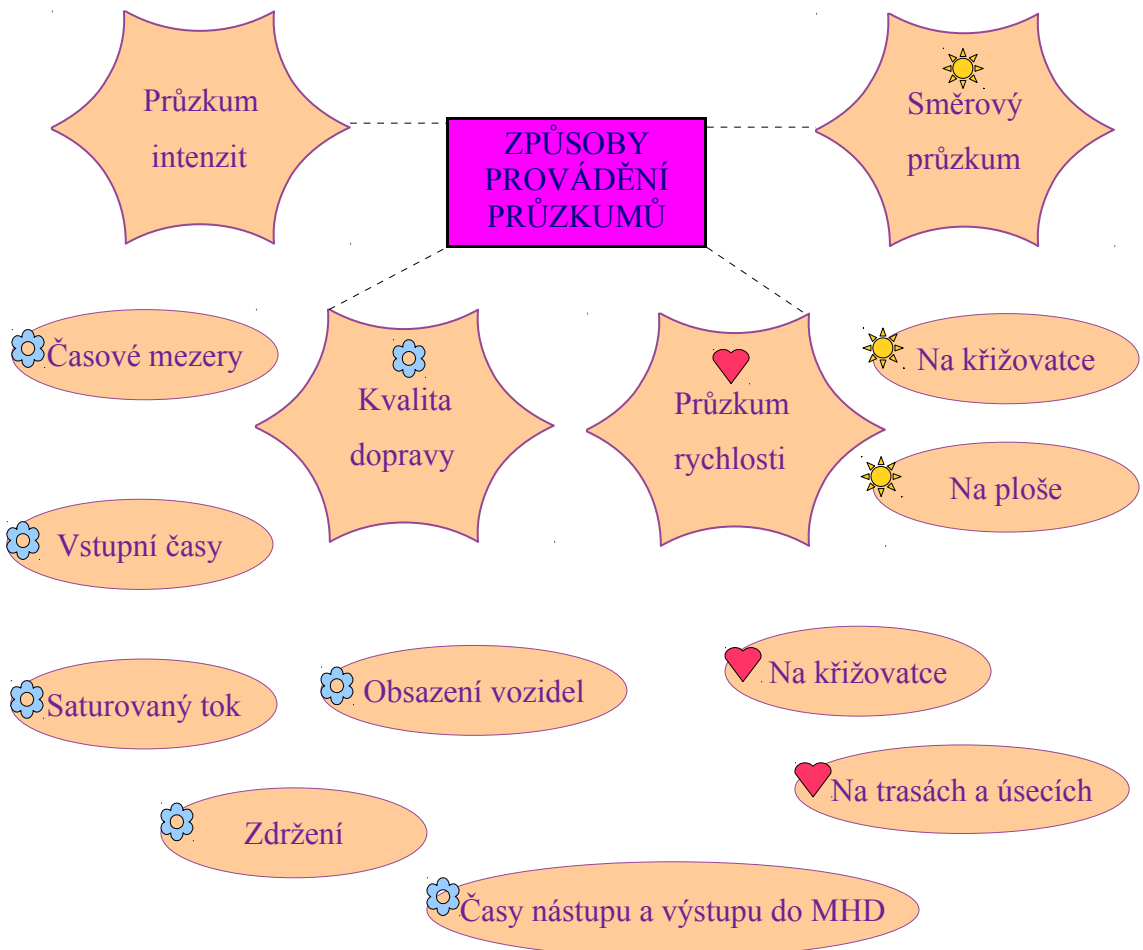 Průzkum
intenzit
ZPŮSOBY
PROVÁDĚNÍ
PRŮZKUMŮ
Směrový
průzkum
Časové mezery
Kvalita
dopravy
Průzkum
rychlosti
Na křižovatce
Na ploše
Vstupní časy
Saturovaný tok
Obsazení vozidel
Na křižovatce
Na trasách a úsecích
Zdržení
Časy nástupu a výstupu do MHD